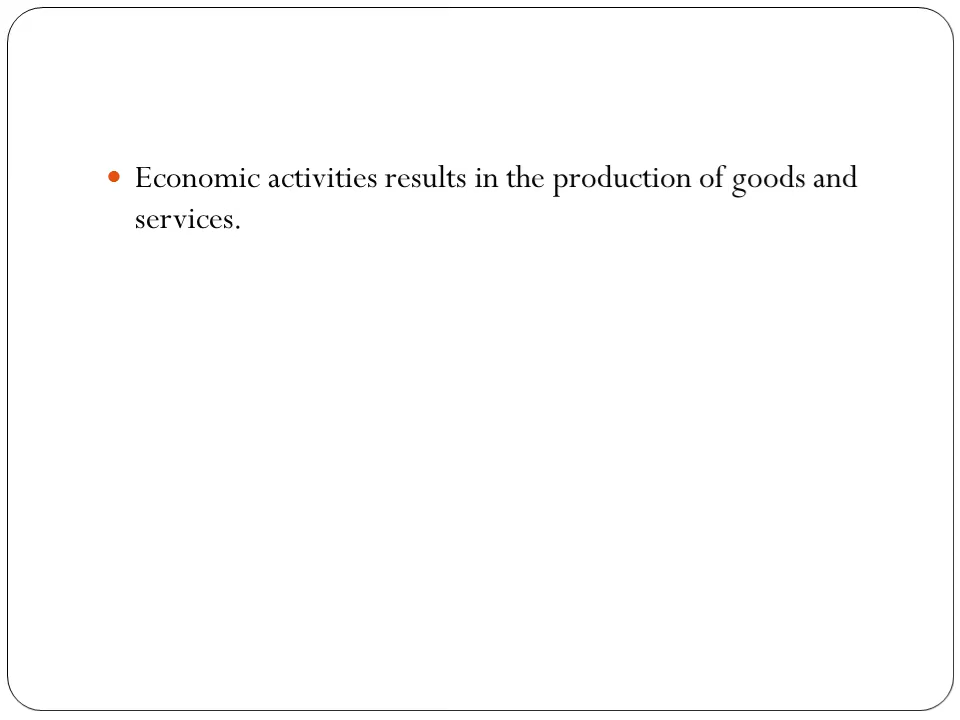 • Economic activities results in the production of goods and
services.